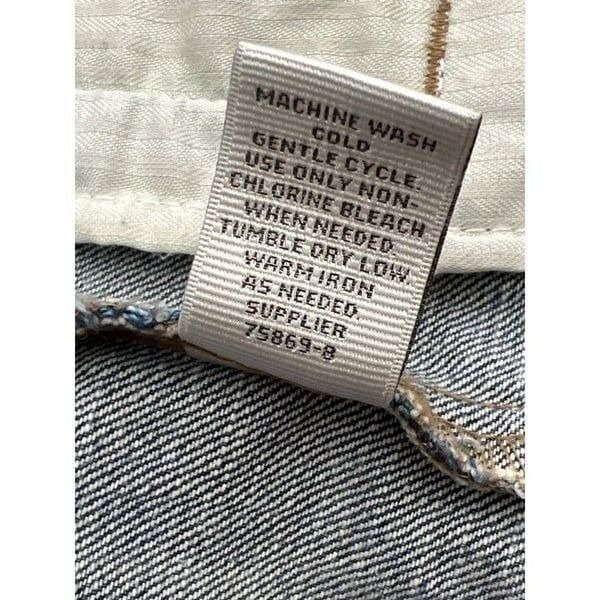 MACHINE WASH
COLD
GENTLE CYCLE.
USE ONLY NON-
CHLORINE BLEACH
WHEN NEEDED.
TUMBLE DRY LOW.
WARM IRON
AS NEEDED
SUPPLIER
75869-8